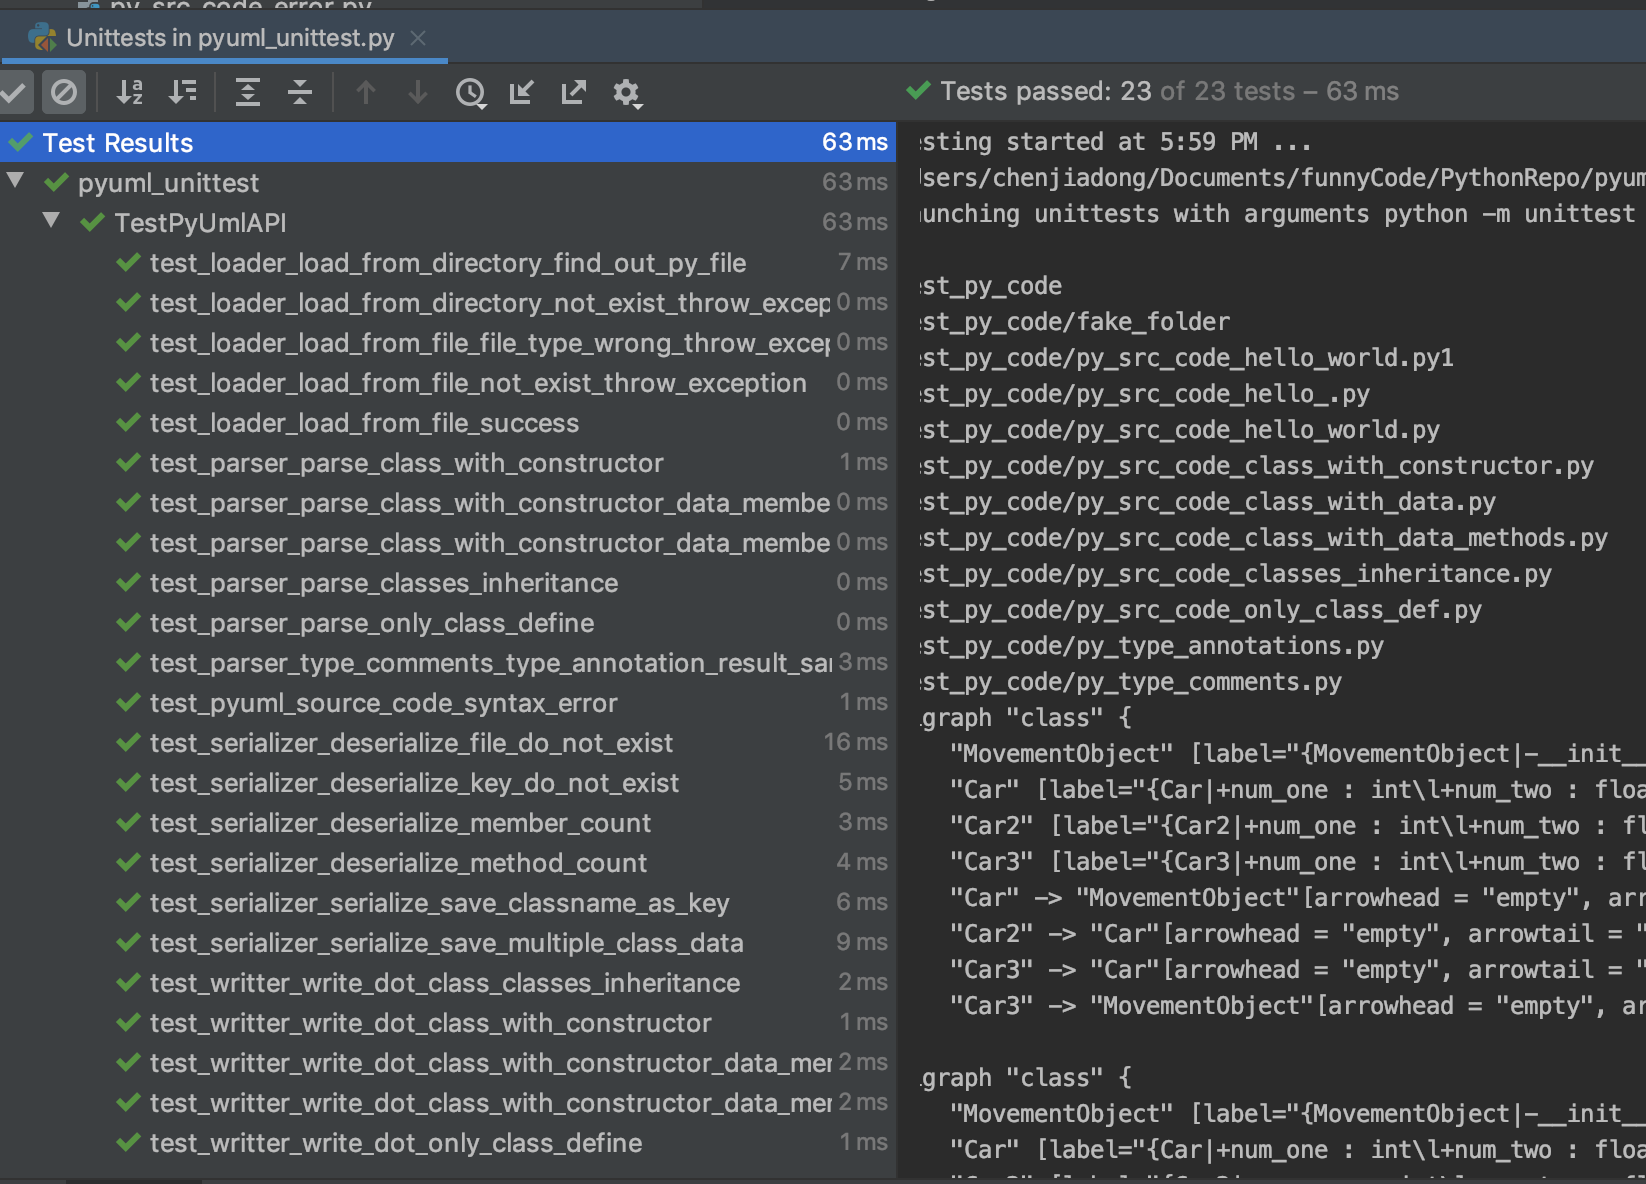 py_src_code_error.py
Unittests in pyuml_unittest.py
Tests passed: 23 of 23 tests – 63 ms
Test Results 63 ms
pyuml_unittest 63 ms
TestPyUmlAPI 63 ms
test_loader_load_from_directory_find_out_py_file 7 ms
test_loader_load_from_directory_not_exist_throw_excep 0 ms
test_loader_load_from_file_file_type_wrong_throw_excep 0 ms
test_loader_load_from_file_not_exist_throw_exception 0 ms
test_loader_load_from_file_success 0 ms
test_parser_parse_class_with_constructor 1 ms
test_parser_parse_class_with_constructor_data_membe 0 ms
test_parser_parse_class_with_constructor_data_membe 0 ms
test_parser_parse_classes_inheritance 0 ms
test_parser_parse_only_class_define 0 ms
test_parser_type_comments_type_annotation_result_sa 3 ms
test_pyuml_source_code_syntax_error 1 ms
test_serializer_deserialize_file_do_not_exist 16 ms
test_serializer_deserialize_key_do_not_exist 5 ms
test_serializer_deserialize_member_count 3 ms
test_serializer_deserialize_method_count 4 ms
test_serializer_serialize_save_classname_as_key 6 ms
test_serializer_serialize_save_multiple_class_data 9 ms
test_writter_write_dot_class_classes_inheritance 2 ms
test_writter_write_dot_class_with_constructor 1 ms
test_writter_write_dot_class_with_constructor_data_me 2 ms
test_writter_write_dot_class_with_constructor_data_me 2 ms
test_writter_write_dot_only_class_define 1 ms
sting started at 5:59 PM ...
sers/chenjiadong/Documents/funnyCode/PythonRepo/pyum
unching unittests with arguments python -m unittest
st_py_code
st_py_code/fake_folder
st_py_code/py_src_code_hello_world.py1
st_py_code/py_src_code_hello_.py
st_py_code/py_src_code_hello_world.py
st_py_code/py_src_code_class_with_constructor.py
st_py_code/py_src_code_class_with_data.py
st_py_code/py_src_code_class_with_data_methods.py
st_py_code/py_src_code_classes_inheritance.py
st_py_code/py_src_code_only_class_def.py
st_py_code/py_type_annotations.py
st_py_code/py_type_comments.py
graph "class" {
"MovementObject" [label="{MovementObject|-__init__
"Car" [label="{Car|+num_one : int\l+num_two : floa
"Car2" [label="{Car2|+num_one : int\l+num_two : fl
"Car3" [label="{Car3|+num_one : int\l+num_two : fl
"Car" -> "MovementObject"[arrowhead = "empty", arr
"Car2" -> "Car"[arrowhead = "empty", arrowtail = "
"Car3" -> "Car"[arrowhead = "empty", arrowtail = "
"Car3" -> "MovementObject"[arrowhead = "empty", ar
graph "class" {
"MovementObject" [label="{MovementObject|-__init__
"Car" [label="{Car|+num_one : int\l+num_two : floa